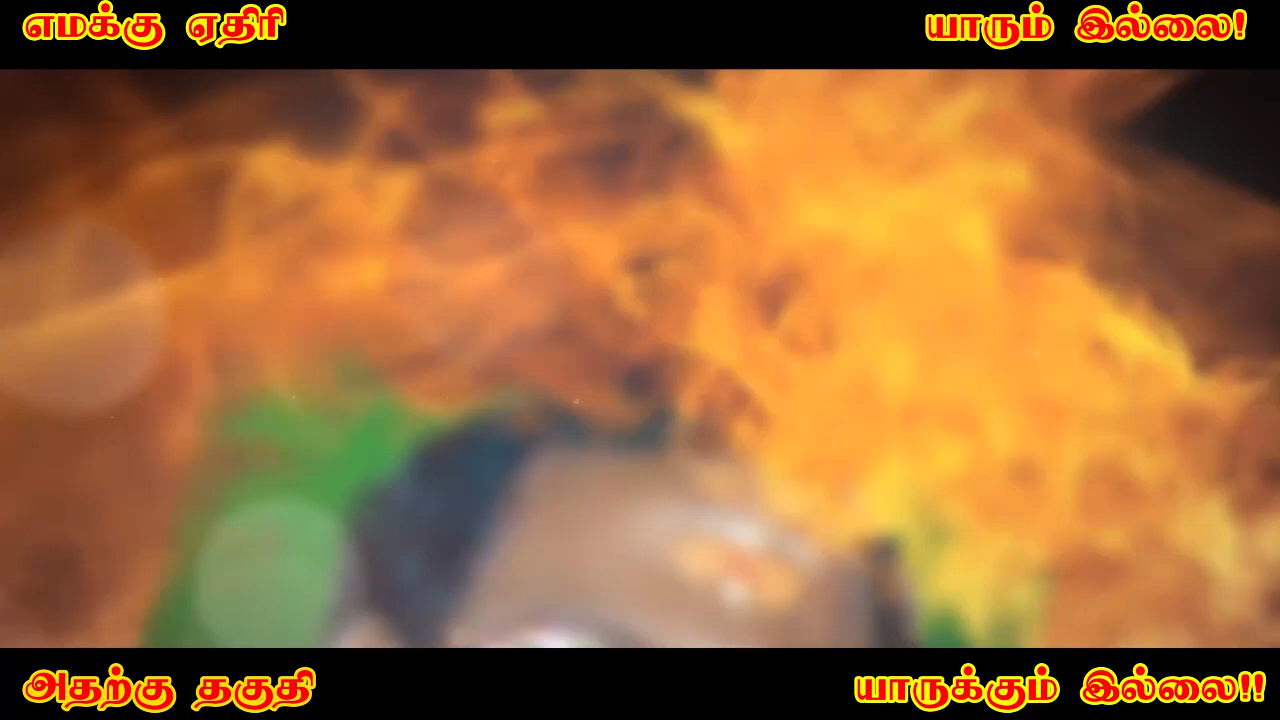 எமக்கு ஏதிரி யாரும் இல்லை!
அதற்கு தகுதி யாருக்கும் இல்லை!!